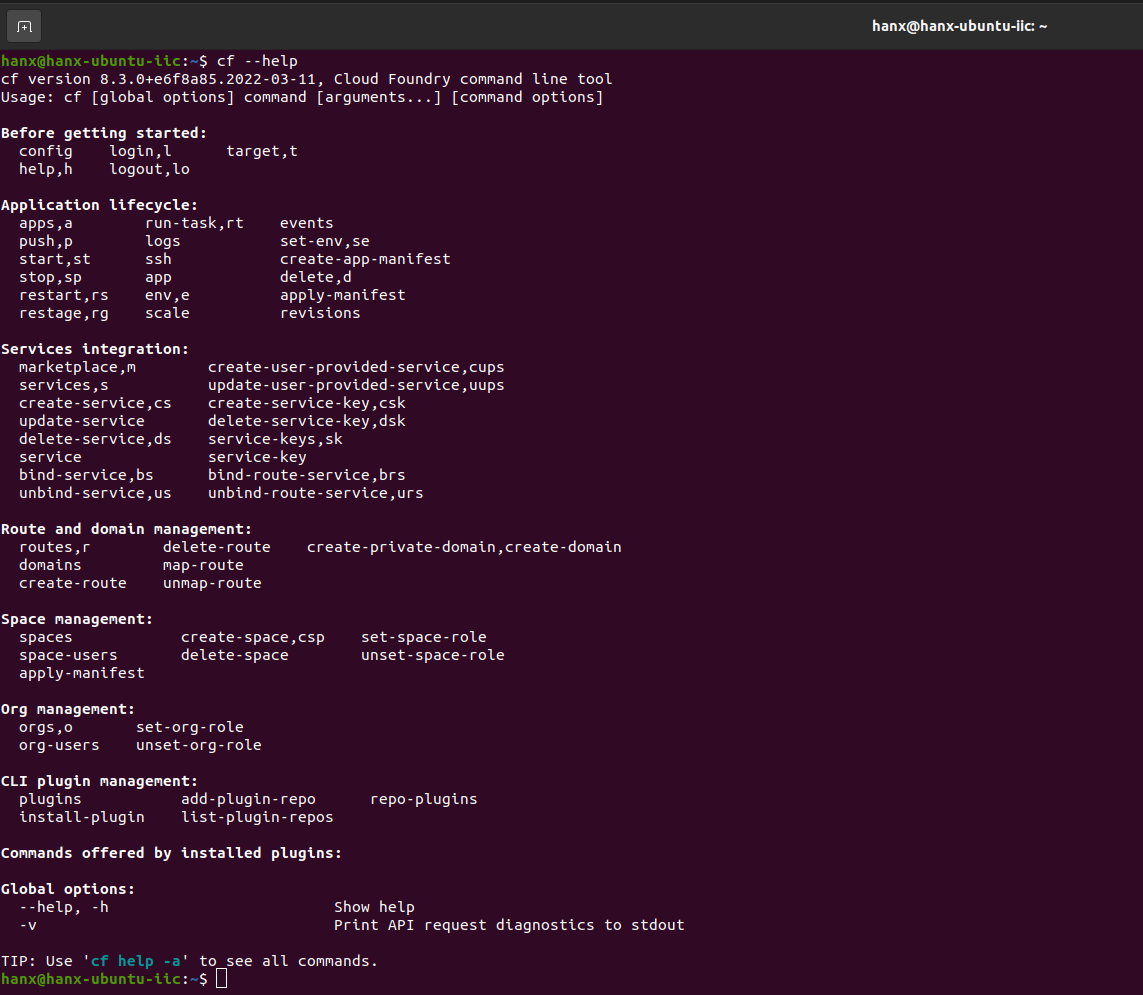 hanx@hanx-ubuntu-iic: ~
hanx@hanx-ubuntu-iic:~$ cf --help
cf version 8.3.0+e6f8a85.2022-03-11, Cloud Foundry command line tool
Usage: cf [global options] command [arguments...] [command options]

Before getting started:
  config    login,l      target,t
  help,h    logout,lo

Application lifecycle:
  apps,a        run-task,rt    events
  push,p        logs           set-env,se
  start,st      ssh            create-app-manifest
  stop,sp       app            delete,d
  restart,rs    env,e          apply-manifest
  restage,rg    scale          revisions

Services integration:
  marketplace,m        create-user-provided-service,cups
  services,s           update-user-provided-service,uups
  create-service,cs    create-service-key,csk
  update-service       delete-service-key,dsk
  delete-service,ds    service-keys,sk
  service              service-key
  bind-service,bs      bind-route-service,brs
  unbind-service,us    unbind-route-service,urs

Route and domain management:
  routes,r        delete-route    create-private-domain,create-domain
  domains         map-route
  create-route    unmap-route

Space management:
  spaces            create-space,csp    set-space-role
  space-users       delete-space        unset-space-role
  apply-manifest

Org management:
  orgs,o       set-org-role
  org-users    unset-org-role

CLI plugin management:
  plugins           add-plugin-repo      repo-plugins
  install-plugin    list-plugin-repos

Commands offered by installed plugins:

Global options:
  --help, -h                         Show help
  -v                                 Print API request diagnostics to stdout

TIP: Use 'cf help -a' to see all commands.
hanx@hanx-ubuntu-iic:~$